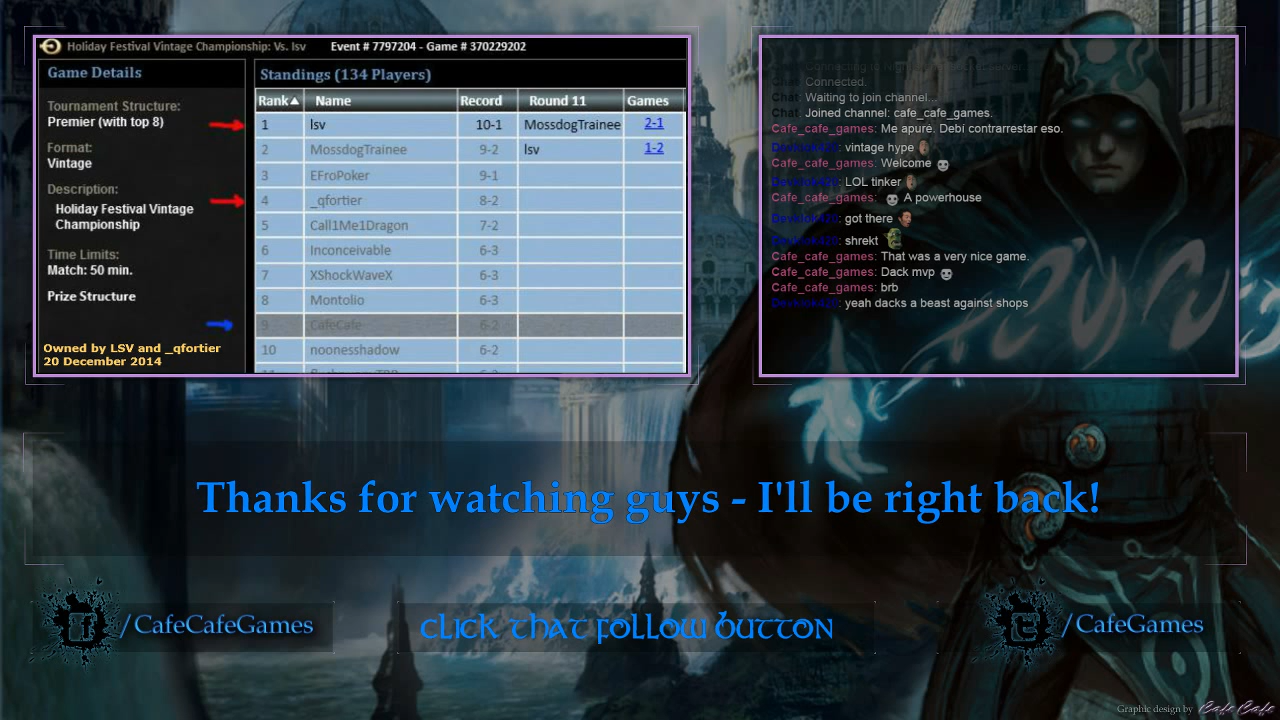 Holiday Festival Vintage Championship: Vs. lsv Event # 7797204 - Game # 370229202
Game Details
Tournament Structure:
Premier (with top 8)
Format:
Vintage
Description:
Holiday Festival Vintage
Championship
Time Limits:
Match: 50 min.
Prize Structure
Owned by LSV and _qfortier
20 December 2014
Standings (134 Players)
Rank Name Record Round 11 Games
1 lsv 10-1 MossdogTrainee 2-1
2 MossdogTrainee 9-2 lsv 1-2
3 EFroPoker 9-1
4 _qfortier 8-2
5 Call1Me1Dragon 7-2
6 Inconceivable 6-3
7 XShockWaveX 6-3
8 Montolio 6-3
9 CafeCafe 6-2
10 noonesshadow 6-2
Chat: Connected.
Chat: Waiting to join channel...
Chat: Joined channel: cafe_cafe_games.
Cafe_cafe_games: Me apuré. Debí contrarrestar eso.
vintage hype
Cafe_cafe_games: Welcome
LOL tinker
Cafe_cafe_games: A powerhouse
got there
shrekt
Cafe_cafe_games: That was a very nice game.
Cafe_cafe_games: Dack mvp
Cafe_cafe_games: brb
yeah dacks a beast against shops
Thanks for watching guys - I'll be right back!
/CafeCafeGames
click that follow button
/CafeGames
Graphic design by Cafe Cafe